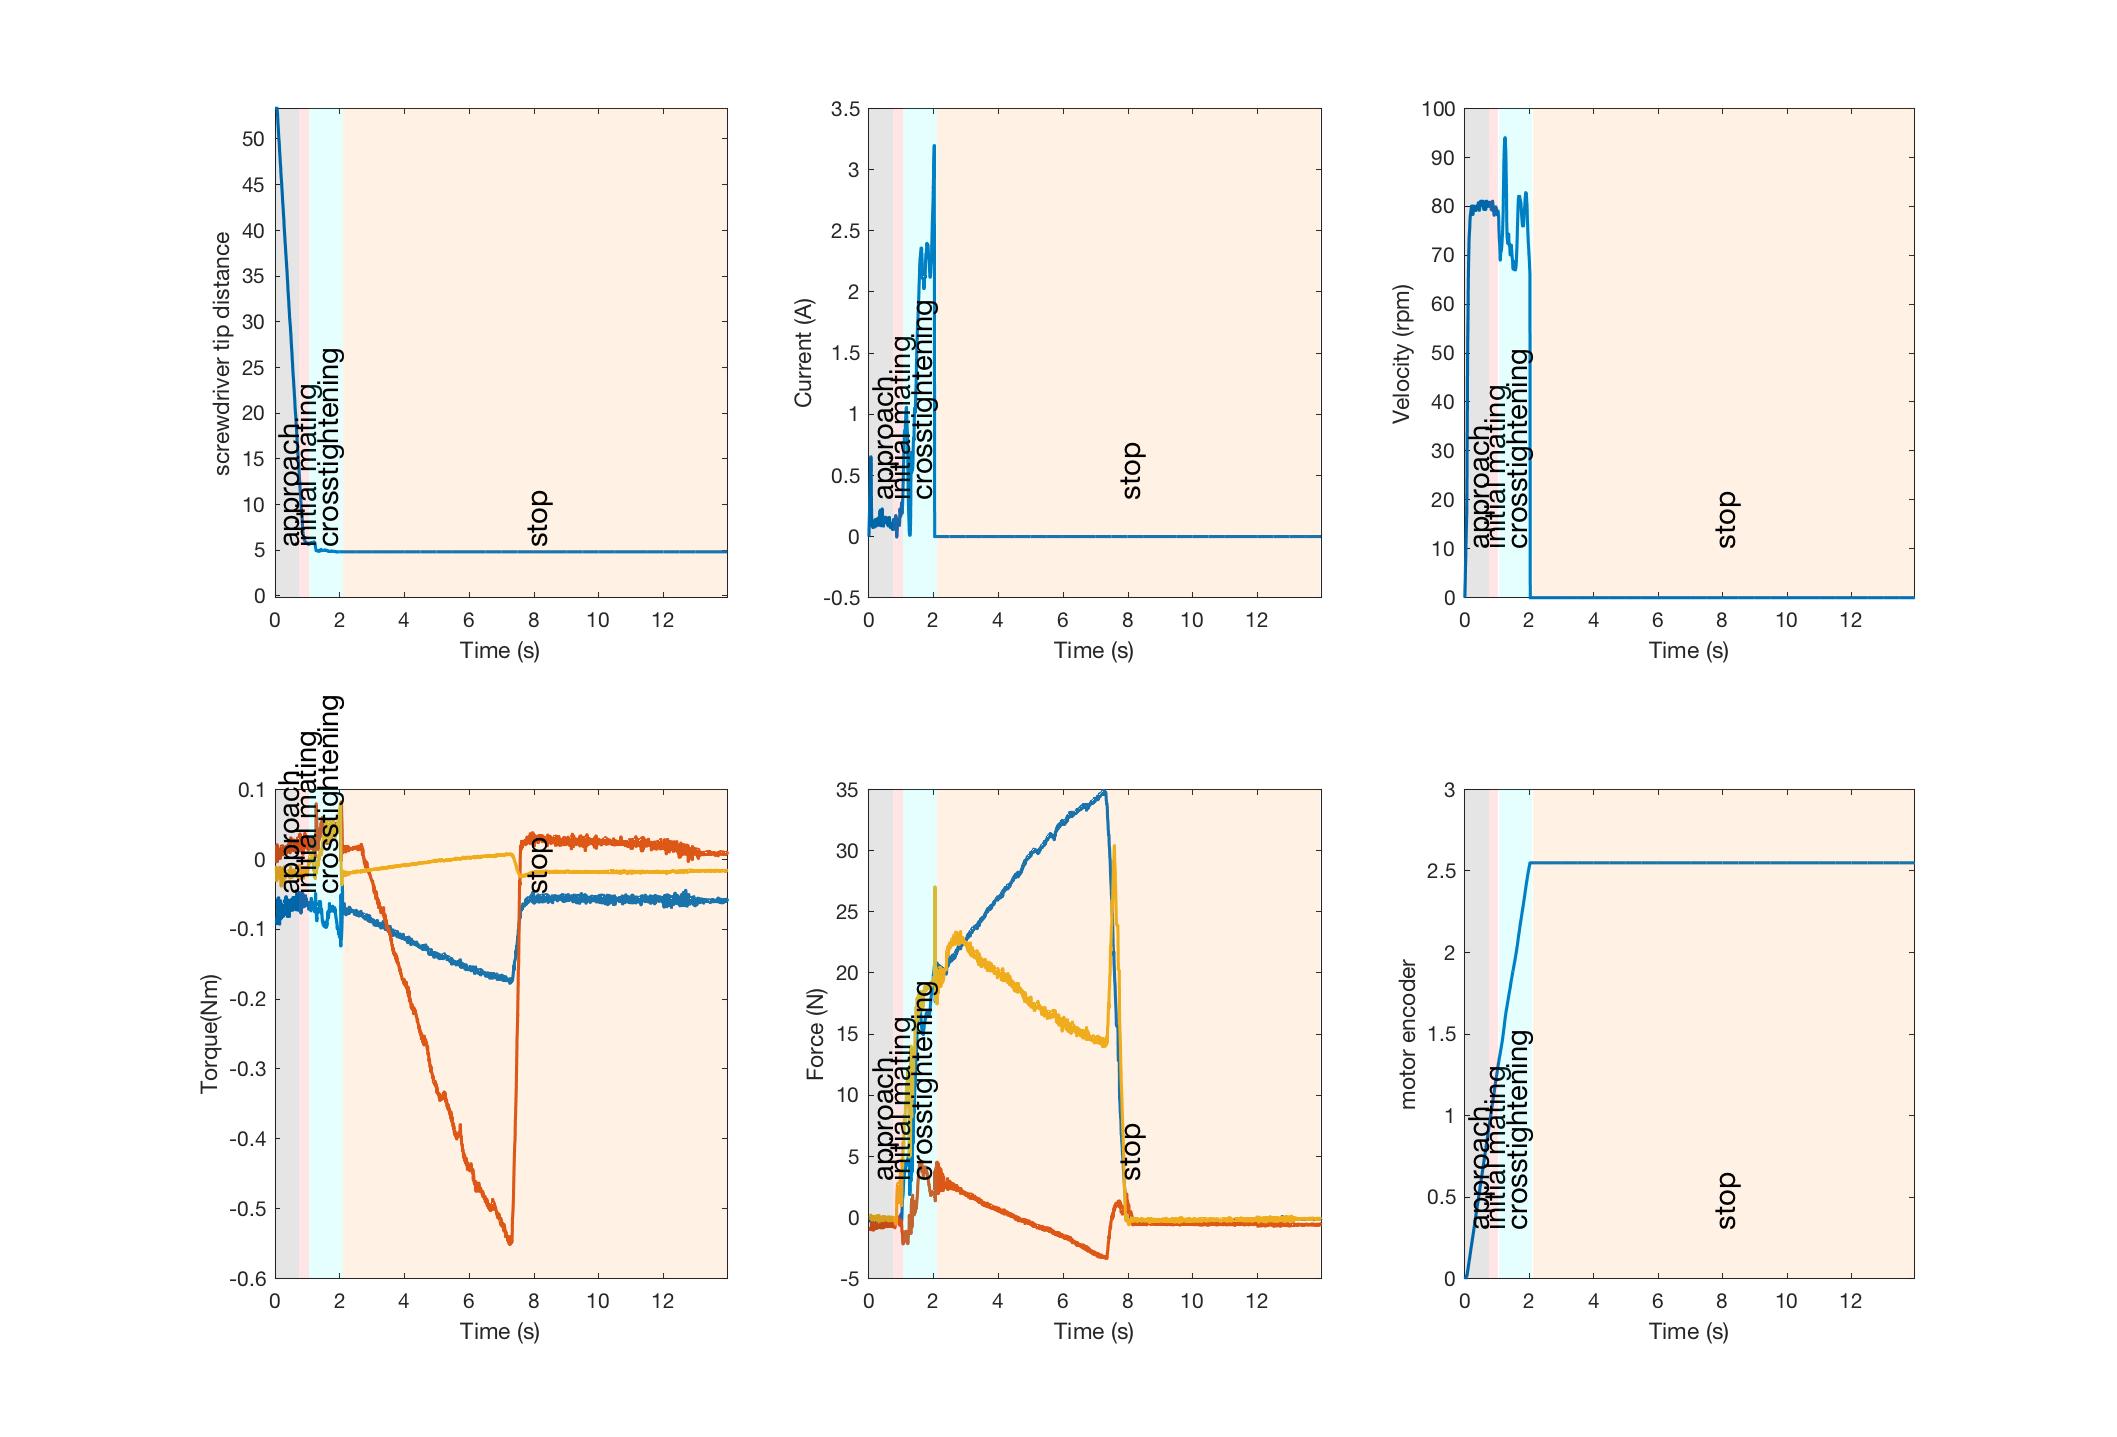 50
45
40
35
30
25
20
15
10
5
0
screwdriver tip distance
approach
initial mating
crosstightening
stop
0 2 4 6 8 10 12
Time (s)
3.5
3
2.5
2
1.5
1
0.5
0
-0.5
Current (A)
approach
initial mating
crosstightening
stop
0 2 4 6 8 10 12
Time (s)
100
90
80
70
60
50
40
30
20
10
0
Velocity (rpm)
approach
initial mating
crosstightening
stop
0 2 4 6 8 10 12
Time (s)
0.1
0
-0.1
-0.2
-0.3
-0.4
-0.5
-0.6
Torque(Nm)
approach
initial mating
crosstightening
stop
0 2 4 6 8 10 12
Time (s)
35
30
25
20
15
10
5
0
-5
Force (N)
approach
initial mating
crosstightening
stop
0 2 4 6 8 10 12
Time (s)
3
2.5
2
1.5
1
0.5
0
motor encoder
approach
initial mating
crosstightening
stop
0 2 4 6 8 10 12
Time (s)